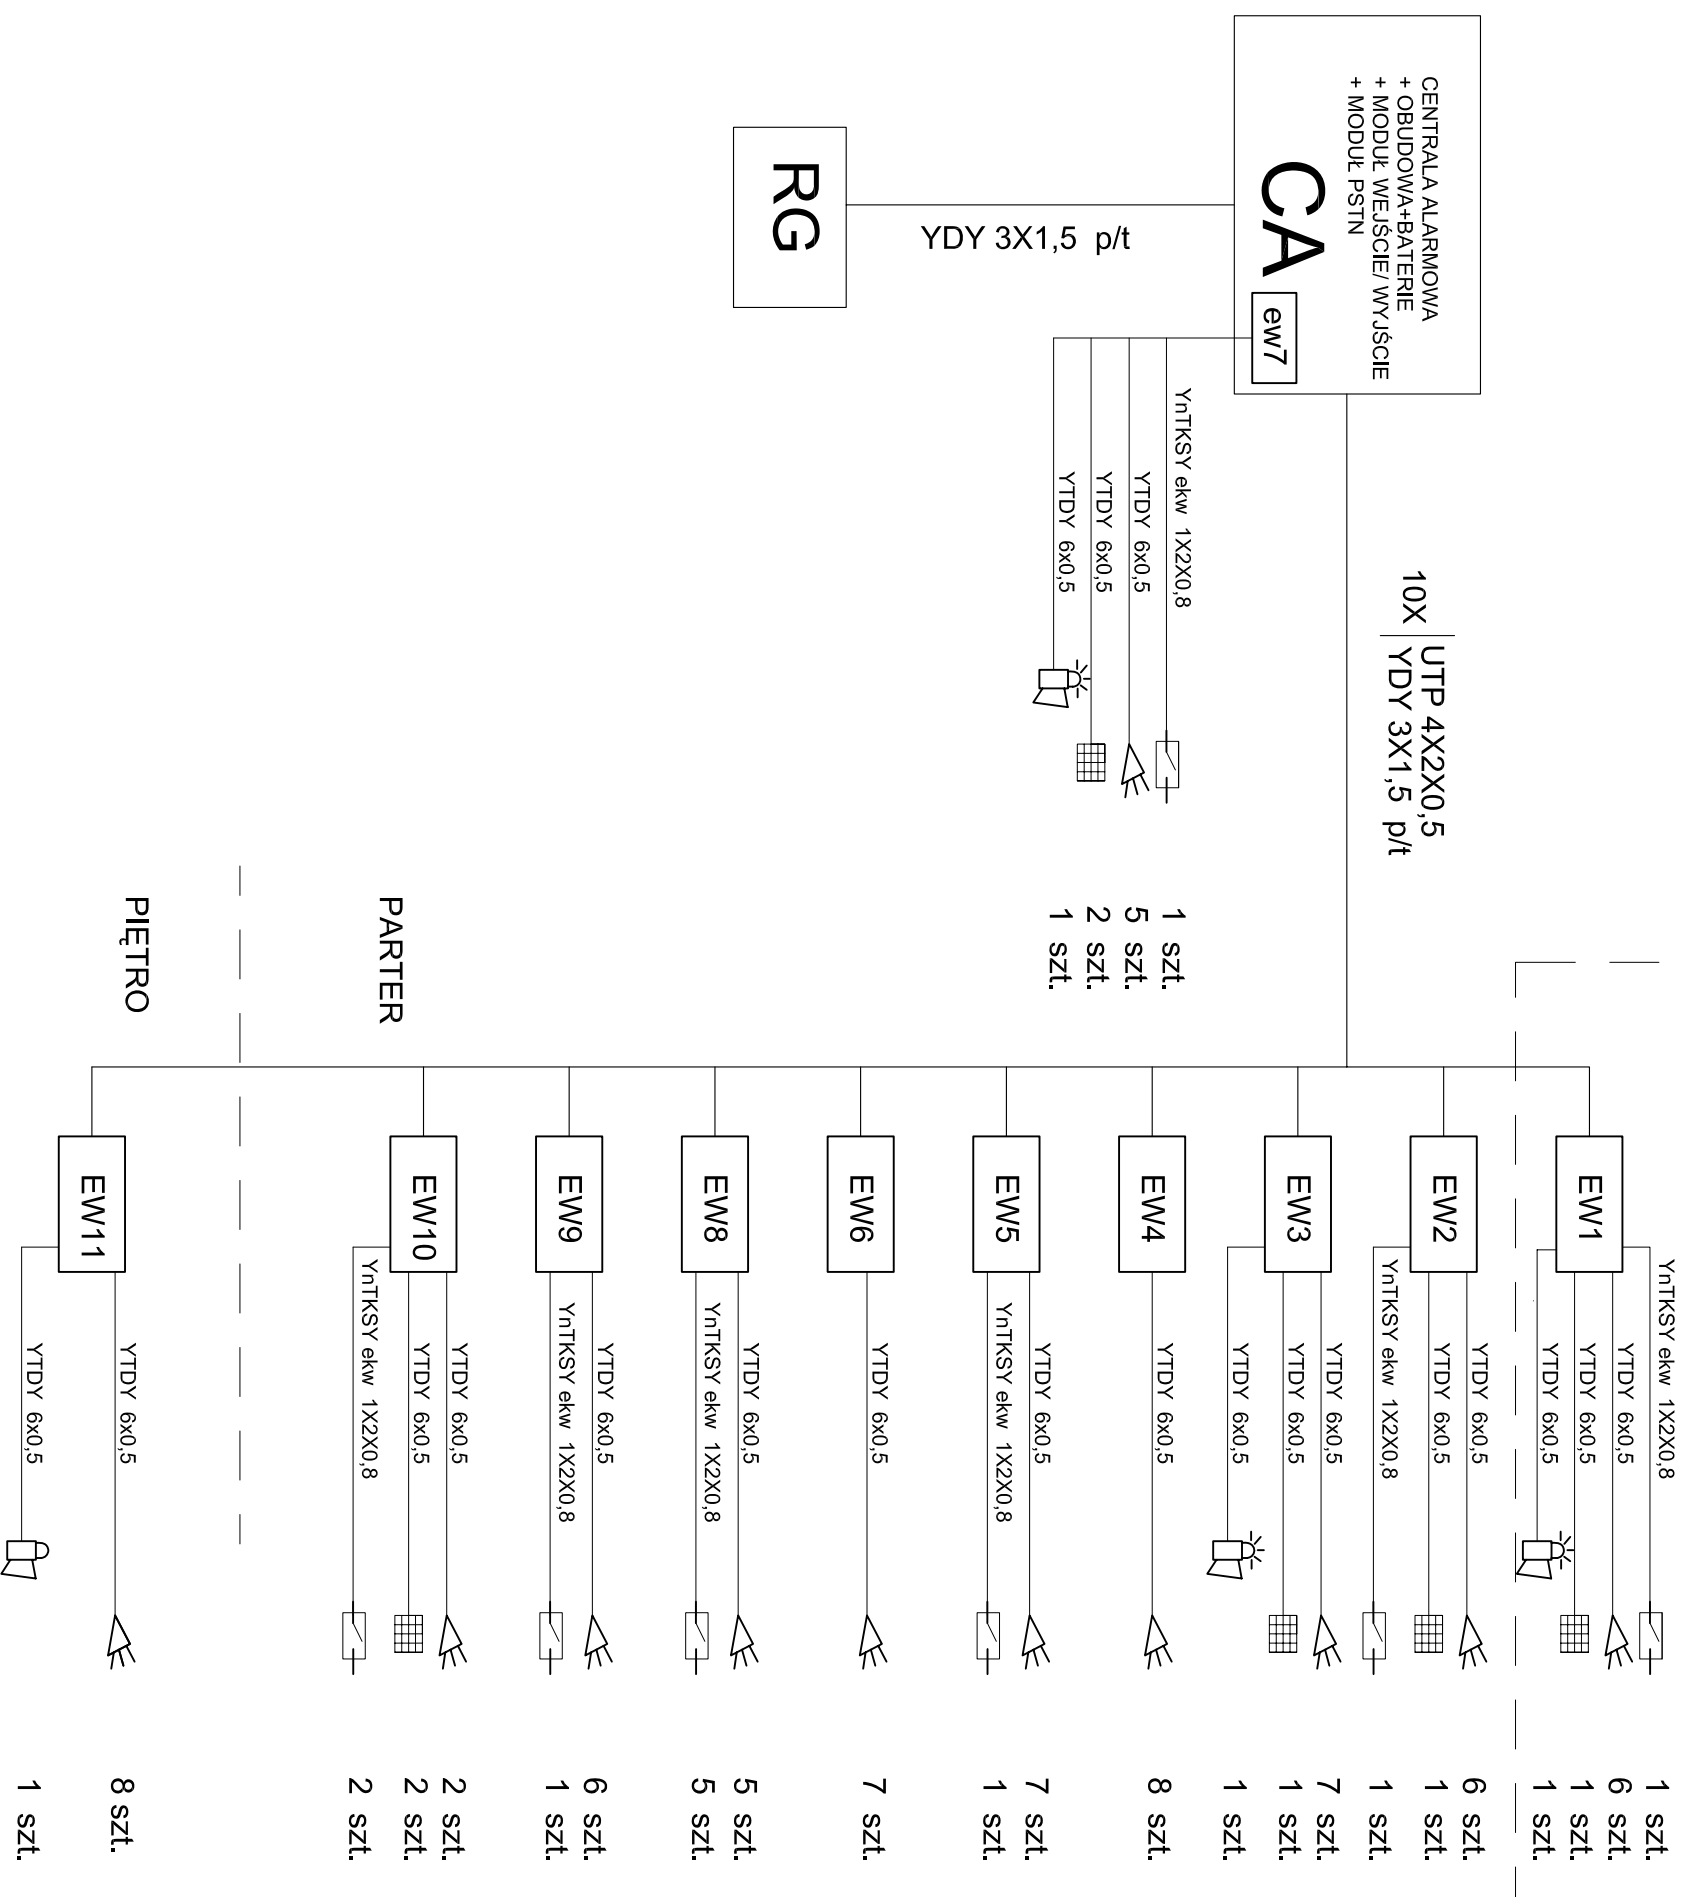 CENTRALA ALARMOWA
+ OBUDOWA+BATERIE
+ MODUŁ WEJŚCIE/ WYJŚCIE
+ MODUŁ PSTN
CA
ew7
RG
YDY 3X1,5 p/t
10X
UTP 4X2X0,5
YDY 3X1,5 p/t
YnTKSY ekw 1X2X0,8
1 szt.
YTDY 6x0,5
5 szt.
YTDY 6x0,5
2 szt.
YTDY 6x0,5
1 szt.
EW1
YnTKSY ekw 1X2X0,8
1 szt.
YTDY 6x0,5
6 szt.
YTDY 6x0,5
1 szt.
YTDY 6x0,5
1 szt.
PARTER
EW2
YTDY 6x0,5
6 szt.
YTDY 6x0,5
1 szt.
YnTKSY ekw 1X2X0,8
1 szt.
EW3
YTDY 6x0,5
7 szt.
YTDY 6x0,5
1 szt.
YTDY 6x0,5
1 szt.
EW4
YTDY 6x0,5
8 szt.
EW5
YTDY 6x0,5
7 szt.
YnTKSY ekw 1X2X0,8
1 szt.
EW6
YTDY 6x0,5
7 szt.
EW8
YTDY 6x0,5
5 szt.
YnTKSY ekw 1X2X0,8
5 szt.
EW9
YTDY 6x0,5
6 szt.
YnTKSY ekw 1X2X0,8
1 szt.
EW10
YTDY 6x0,5
2 szt.
YTDY 6x0,5
2 szt.
YnTKSY ekw 1X2X0,8
2 szt.
PIĘTRO
EW11
YTDY 6x0,5
8 szt.
YTDY 6x0,5
1 szt.